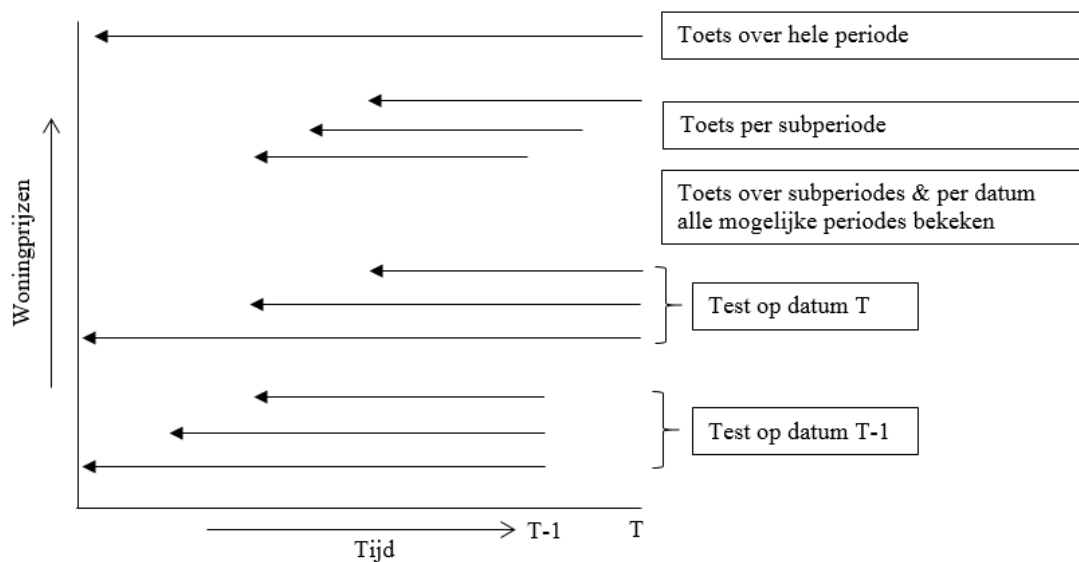 Toets over hele periode
Toets per subperiode
Toets over subperiodes & per datum
alle mogelijke periodes bekeken
Woningprijzen
Test op datum T
Test op datum T-1
T-1
T
Tijd